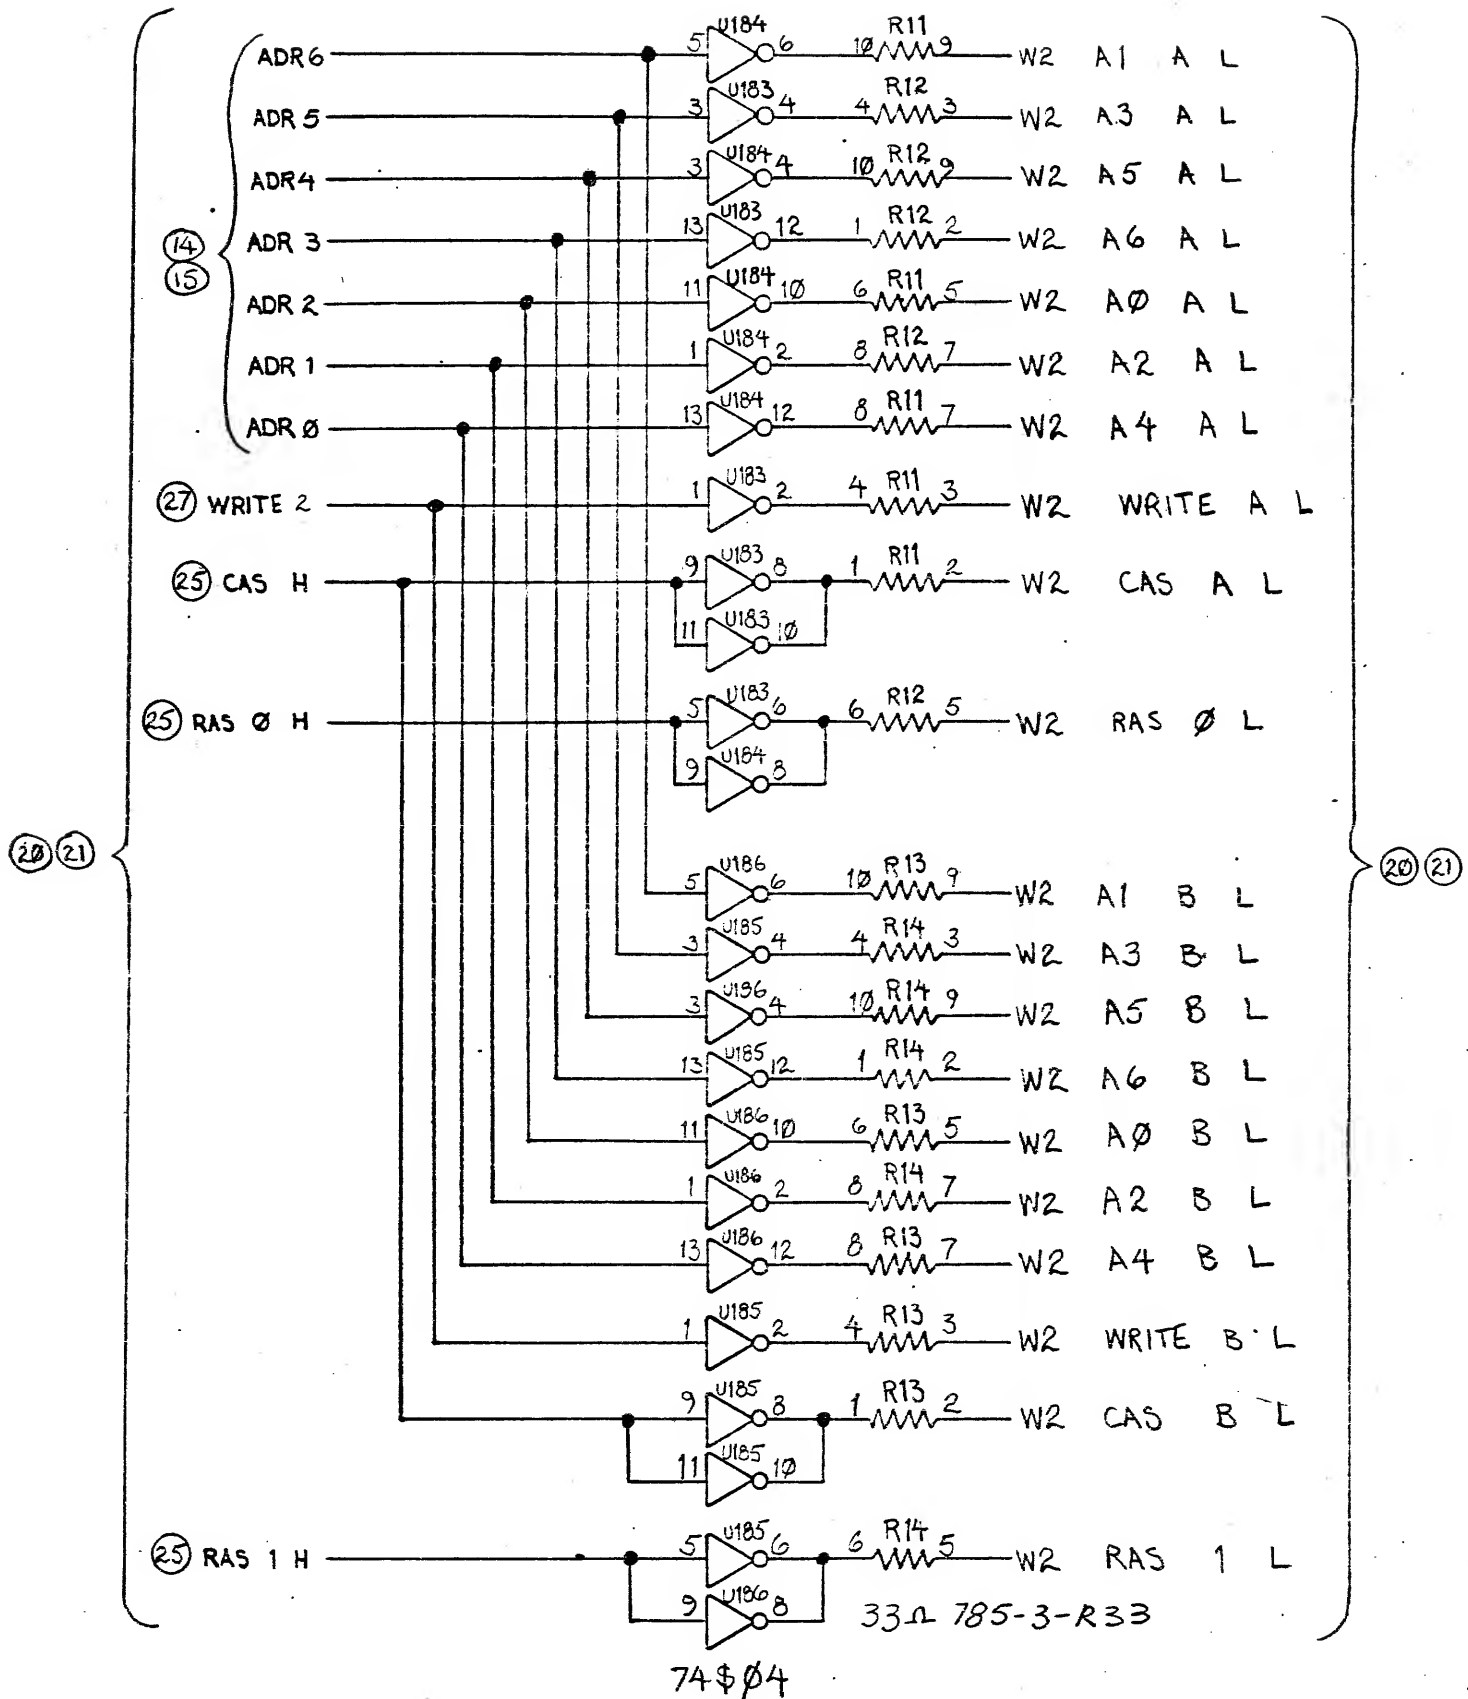 U184 R11
ADR 6 5 6 10 9 W2 A1 A L
U183 R12
ADR 5 3 4 4 3 W2 A3 A L
U184 R12
ADR 4 3 4 10 9 W2 A5 A L
U183 R12
14 ADR 3 13 12 1 2 W2 A6 A L
15
U184 R11
ADR 2 11 10 6 5 W2 AØ A L
U184 R12
ADR 1 1 2 8 7 W2 A2 A L
U184 R11
ADR Ø 13 12 8 7 W2 A4 A L
U183 R11
27 WRITE 2 1 2 4 3 W2 WRITE A L
U183 R11
25 CAS H 9 8 1 2 W2 CAS A L
U183
11 1Ø
U183 R12
25 RAS Ø H 5 6 6 5 W2 RAS Ø L
U184
9 8
2Ø 21 2Ø 21
U186 R13
5 6 1Ø 9 W2 A1 B L
U185 R14
3 4 4 3 W2 A3 B L
U186 R14
3 4 1Ø 9 W2 A5 B L
U185 R14
13 12 1 2 W2 A6 B L
U186 R13
11 1Ø 6 5 W2 AØ B L
U186 R14
1 2 8 7 W2 A2 B L
U186 R13
13 12 8 7 W2 A4 B L
U185 R13
1 2 4 3 W2 WRITE B L
U185 R13
9 8 1 2 W2 CAS B L
U185
11 1Ø
U185 R14
25 RAS 1 H 5 6 6 5 W2 RAS 1 L
U186
9 8 33Ω 785-3-R33
74SØ4